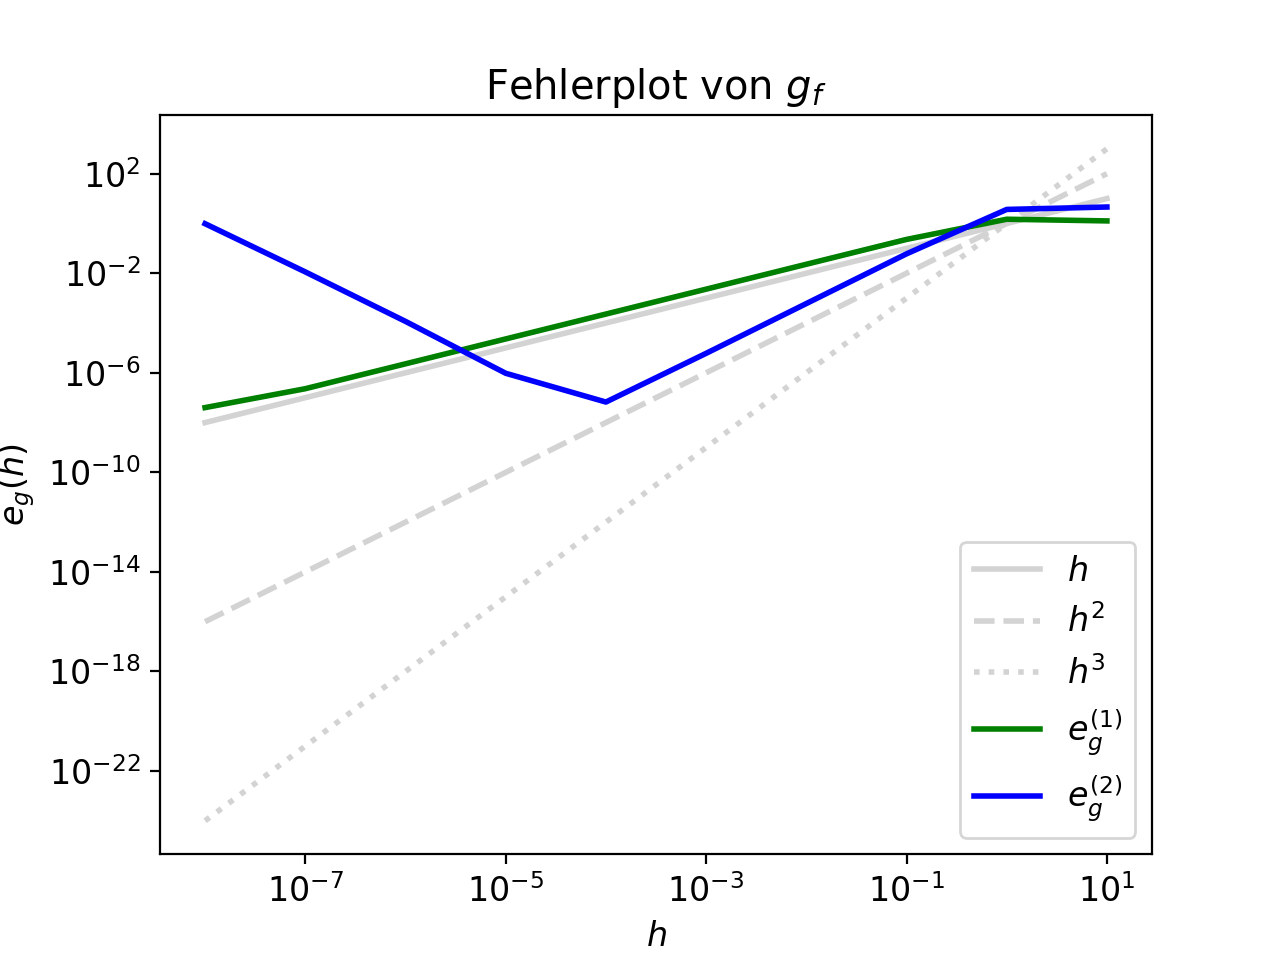 Fehlerplot von $g_f$
$10^2$
$10^{-2}$
$10^{-6}$
$10^{-10}$
$10^{-14}$
$10^{-18}$
$10^{-22}$
$e_g(h)$
$h$
$h^2$
$h^3$
$e_g^{(1)}$
$e_g^{(2)}$
$10^{-7}$ $10^{-5}$ $10^{-3}$ $10^{-1}$ $10^1$
$h$